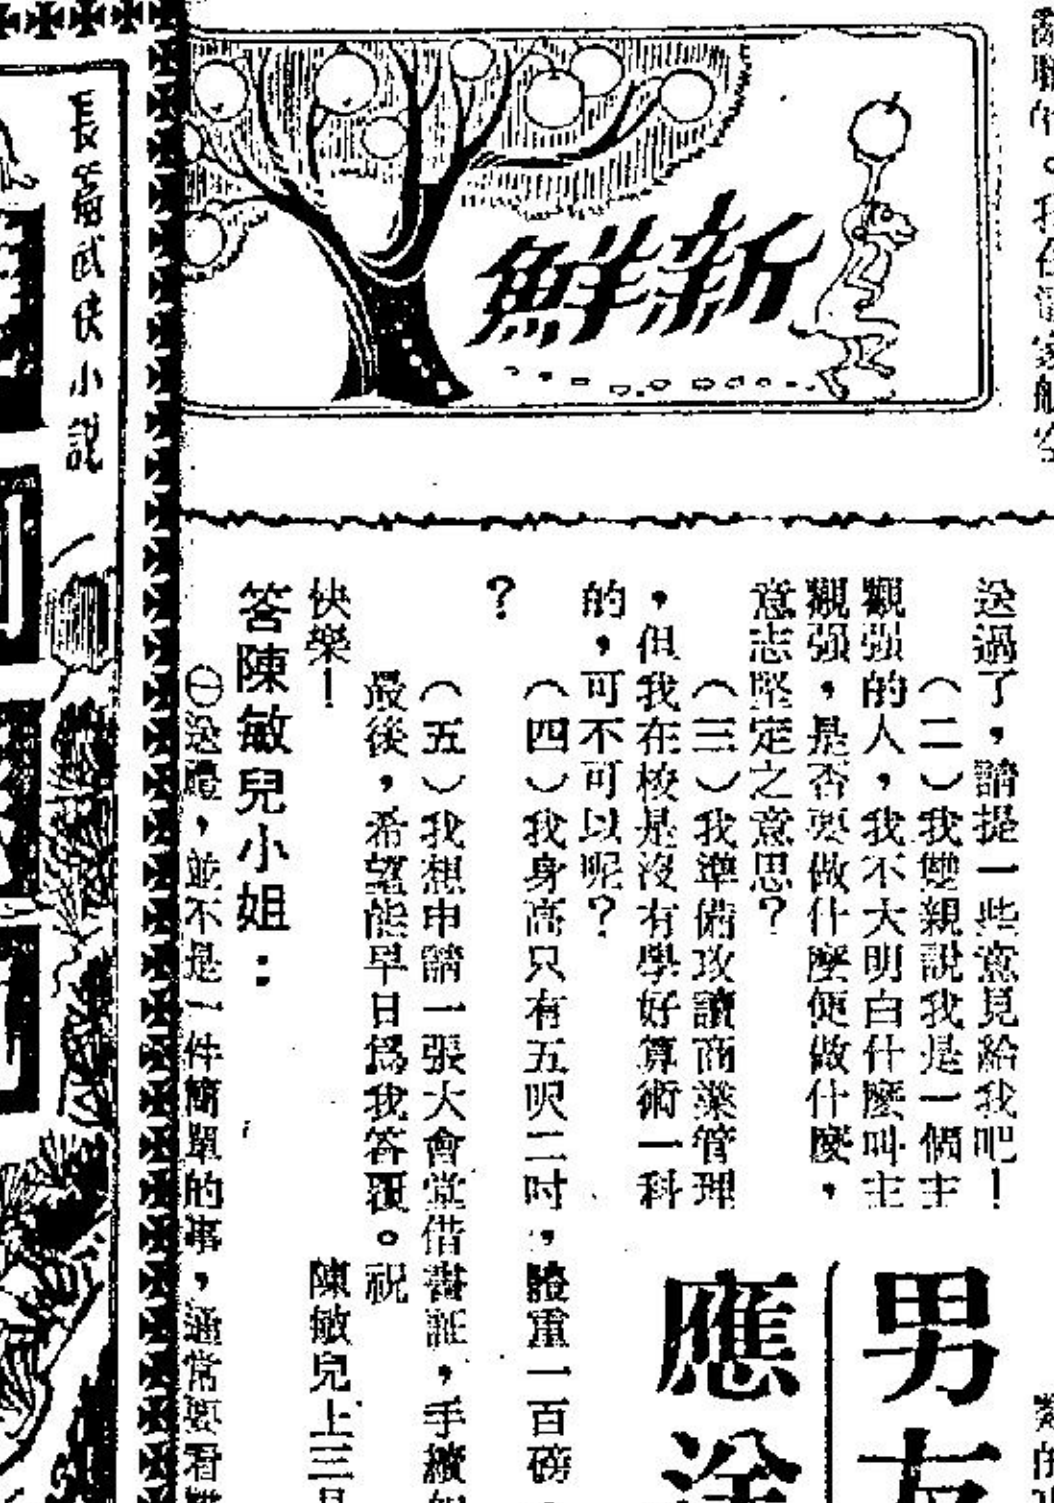 新鮮
送過了，請提一些意見給我吧！
（二）我雙親說我是一個主
觀强的人，我不大明白什麼叫主
觀强，是否要做什麼便做什麼，
意志堅定之意思？
（三）我準備攻讀商業管理
，但我在校是沒有學好算術一科
的，可不可以呢？
（四）我身高只有五呎二吋，體重一百磅，
？
（五）我想申請一張大會堂借書証，手續
最後，希望能早日爲我答覆。祝
快樂！
陳敏兒上三月
答陳敏兒小姐：
㊀送禮，並不是一件簡單的事，通常要看
男友
應送
長篇武俠小說